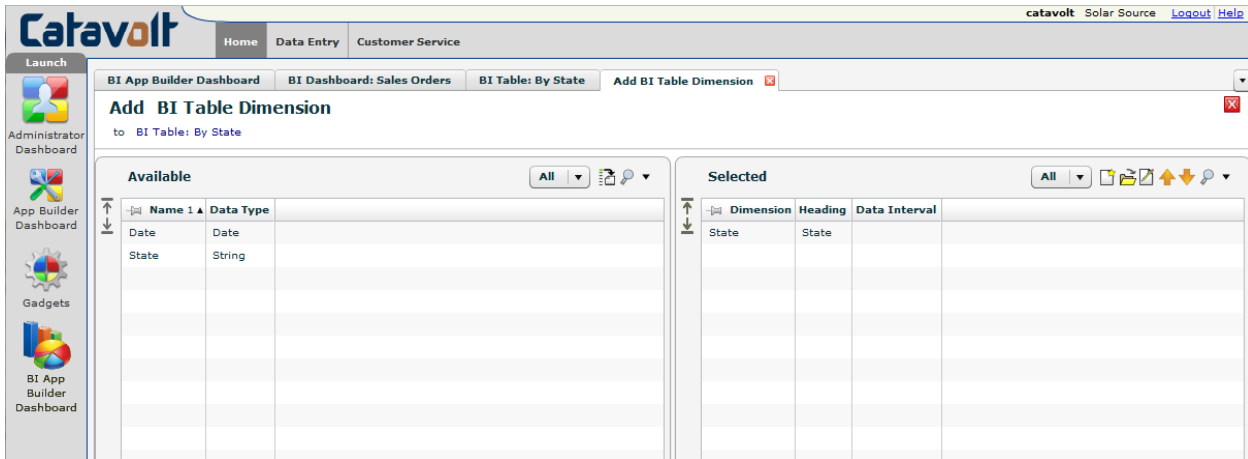 catavolt Solar Source Logout Help
Catavolt
Home Data Entry Customer Service
Launch
BI App Builder Dashboard BI Dashboard: Sales Orders BI Table: By State Add BI Table Dimension
Add BI Table Dimension
to BI Table: By State
Administrator
Dashboard
Available All
Selected All
Name 1 Data Type
Dimension Heading Data Interval
Date Date
State State
State String
App Builder
Dashboard
Gadgets
BI App
Builder
Dashboard